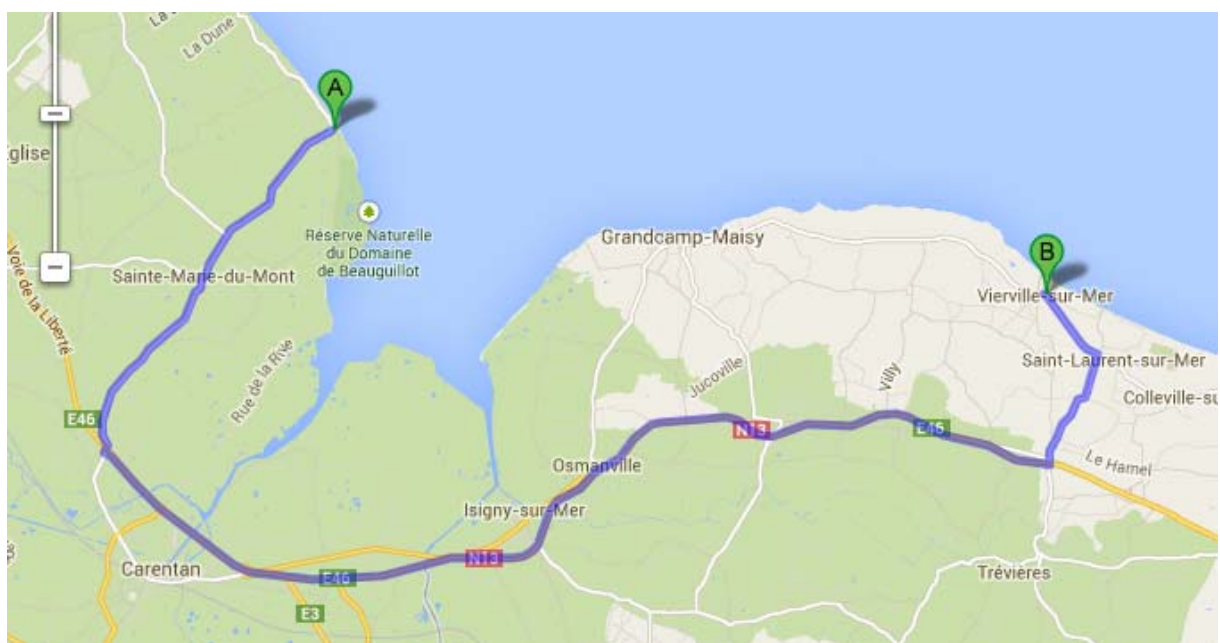 La Dune
A
Eglise
Réserve Naturelle
du Domaine
de Beauguillot
Grandcamp-Maisy
B
Sainte-Marie-du-Mont
Vierville-sur-Mer
Voie de la Liberté
Rue de la Rive
Saint-Laurent-sur-Mer
Jucoville
Villy
Colleville-su
E46
N13
E46
Osmanville
Le Hamel
Isigny-sur-Mer
N13
Carentan
E46
Trévières
E3